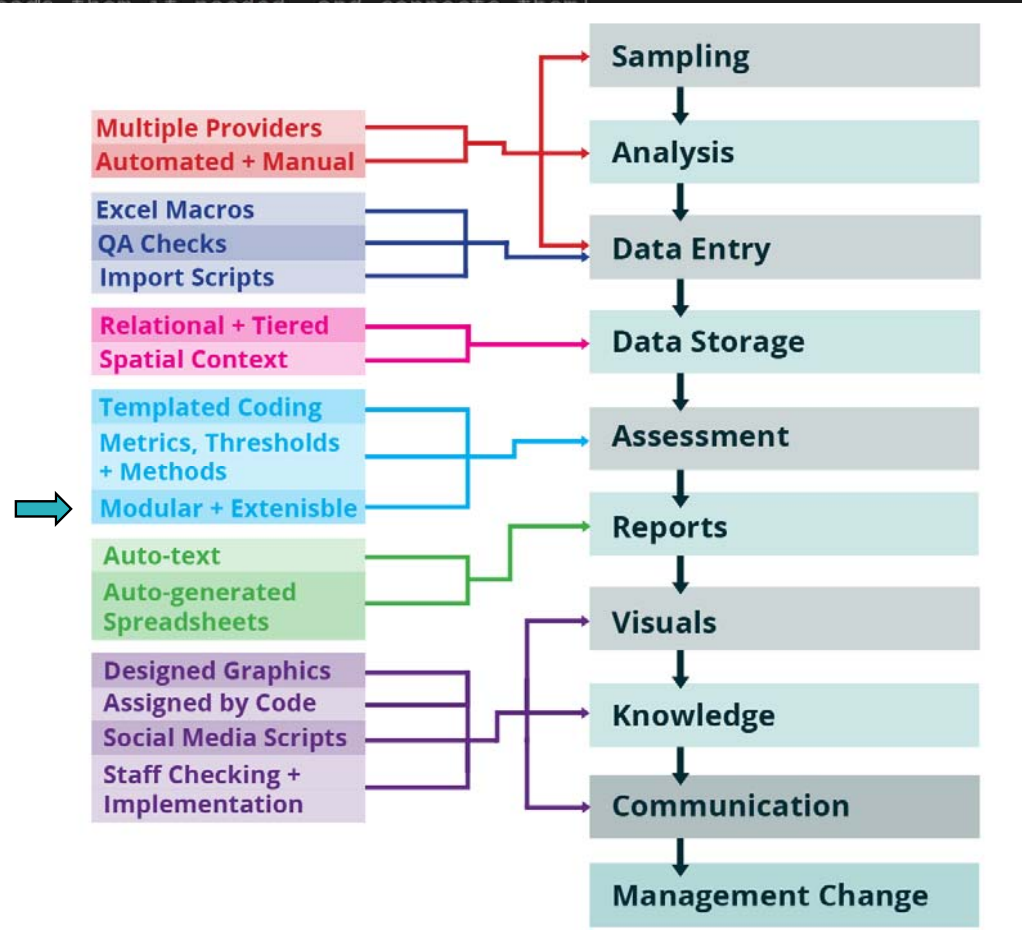 Sampling
Multiple Providers
Automated + Manual
Analysis
Excel Macros
QA Checks
Import Scripts
Data Entry
Relational + Tiered
Spatial Context
Data Storage
Templated Coding
Metrics, Thresholds
+ Methods
Modular + Extenisble
Assessment
Auto-text
Auto-generated
Spreadsheets
Reports
Designed Graphics
Assigned by Code
Social Media Scripts
Staff Checking +
Implementation
Visuals
Knowledge
Communication
Management Change